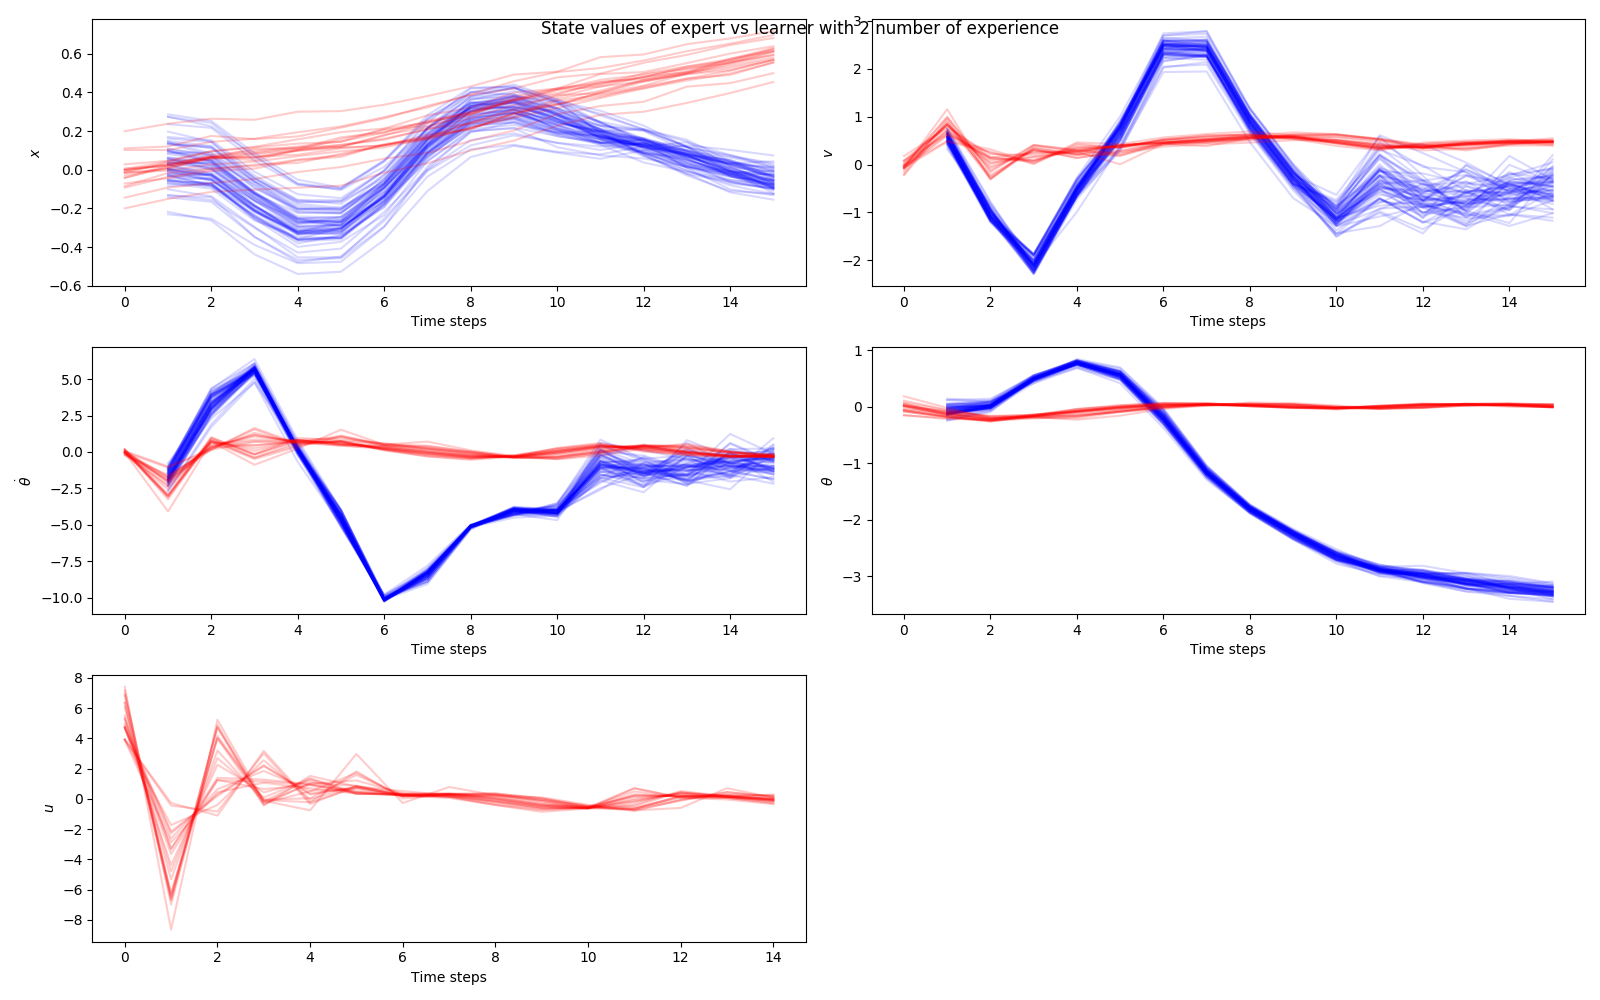 State values of expert vs learner with 2 number of experience
0.6
0.4
0.2
0.0
−0.2
−0.4
−0.6
x
0 2 4 6 8 10 12 14
Time steps
3
2
1
0
−1
−2
v
0 2 4 6 8 10 12 14
Time steps
5.0
2.5
0.0
−2.5
−5.0
−7.5
−10.0
θ̇
0 2 4 6 8 10 12 14
Time steps
1
0
−1
−2
−3
θ
0 2 4 6 8 10 12 14
Time steps
8
6
4
2
0
−2
−4
−6
−8
u
0 2 4 6 8 10 12 14
Time steps